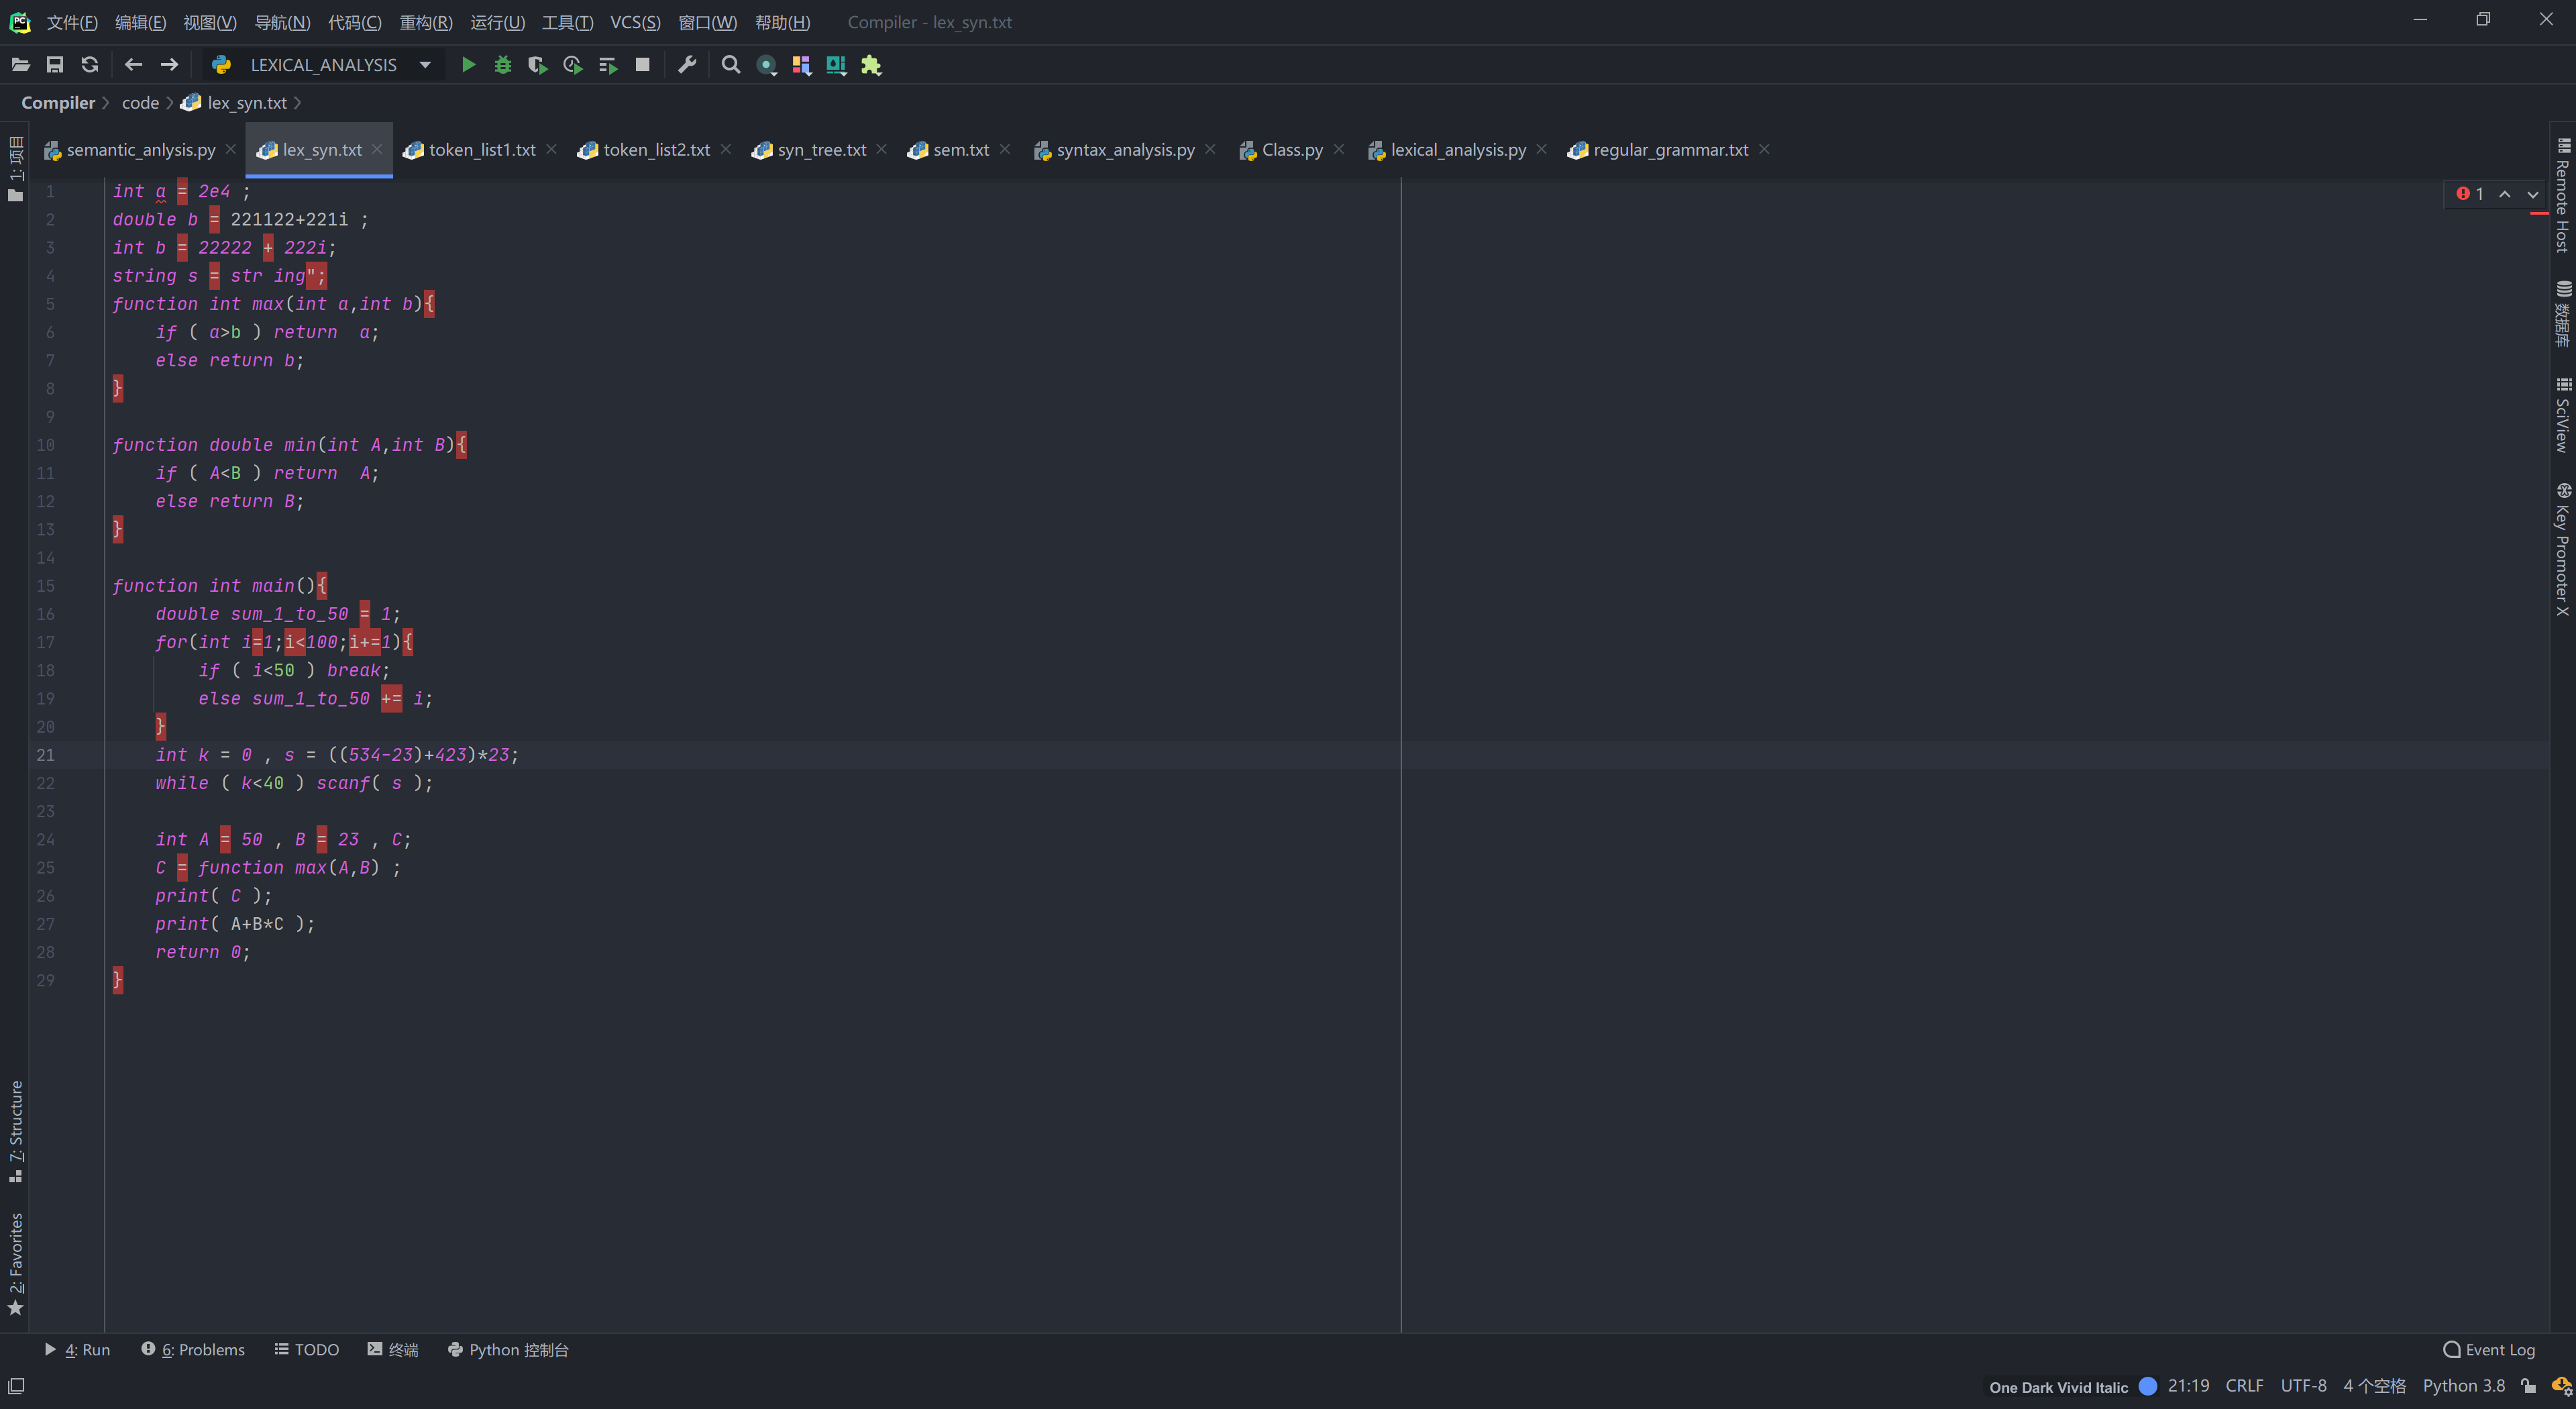 PC 文件(F) 编辑(E) 视图(V) 导航(N) 代码(C) 重构(R) 运行(U) 工具(T) VCS(S) 窗口(W) 帮助(H) Compiler - lex_syn.txt
LEXICAL_ANALYSIS
Compiler code lex_syn.txt
semantic_anlysis.py lex_syn.txt token_list1.txt token_list2.txt syn_tree.txt sem.txt syntax_analysis.py Class.py lexical_analysis.py regular_grammar.txt
1: 项目
7: Structure
2: Favorites
1 int a = 2e4 ;
2 double b = 221122+221i ;
3 int b = 22222 + 222i;
4 string s = str ing";
5 function int max(int a,int b){
6     if ( a>b ) return  a;
7     else return b;
8 }
9
10 function double min(int A,int B){
11     if ( A<B ) return  A;
12     else return B;
13 }
14
15 function int main(){
16     double sum_1_to_50 = 1;
17     for(int i=1;i<100;i+=1){
18         if ( i<50 ) break;
19         else sum_1_to_50 += i;
20     }
21     int k = 0 , s = ((534-23)+423)*23;
22     while ( k<40 ) scanf( s );
23
24     int A = 50 , B = 23 , C;
25     C = function max(A,B) ;
26     print( C );
27     print( A+B*C );
28     return 0;
29 }
1
Remote Host
数据库
SciView
Key Promoter X
4: Run 6: Problems TODO 终端 Python 控制台 Event Log
One Dark Vivid Italic 21:19 CRLF UTF-8 4 个空格 Python 3.8